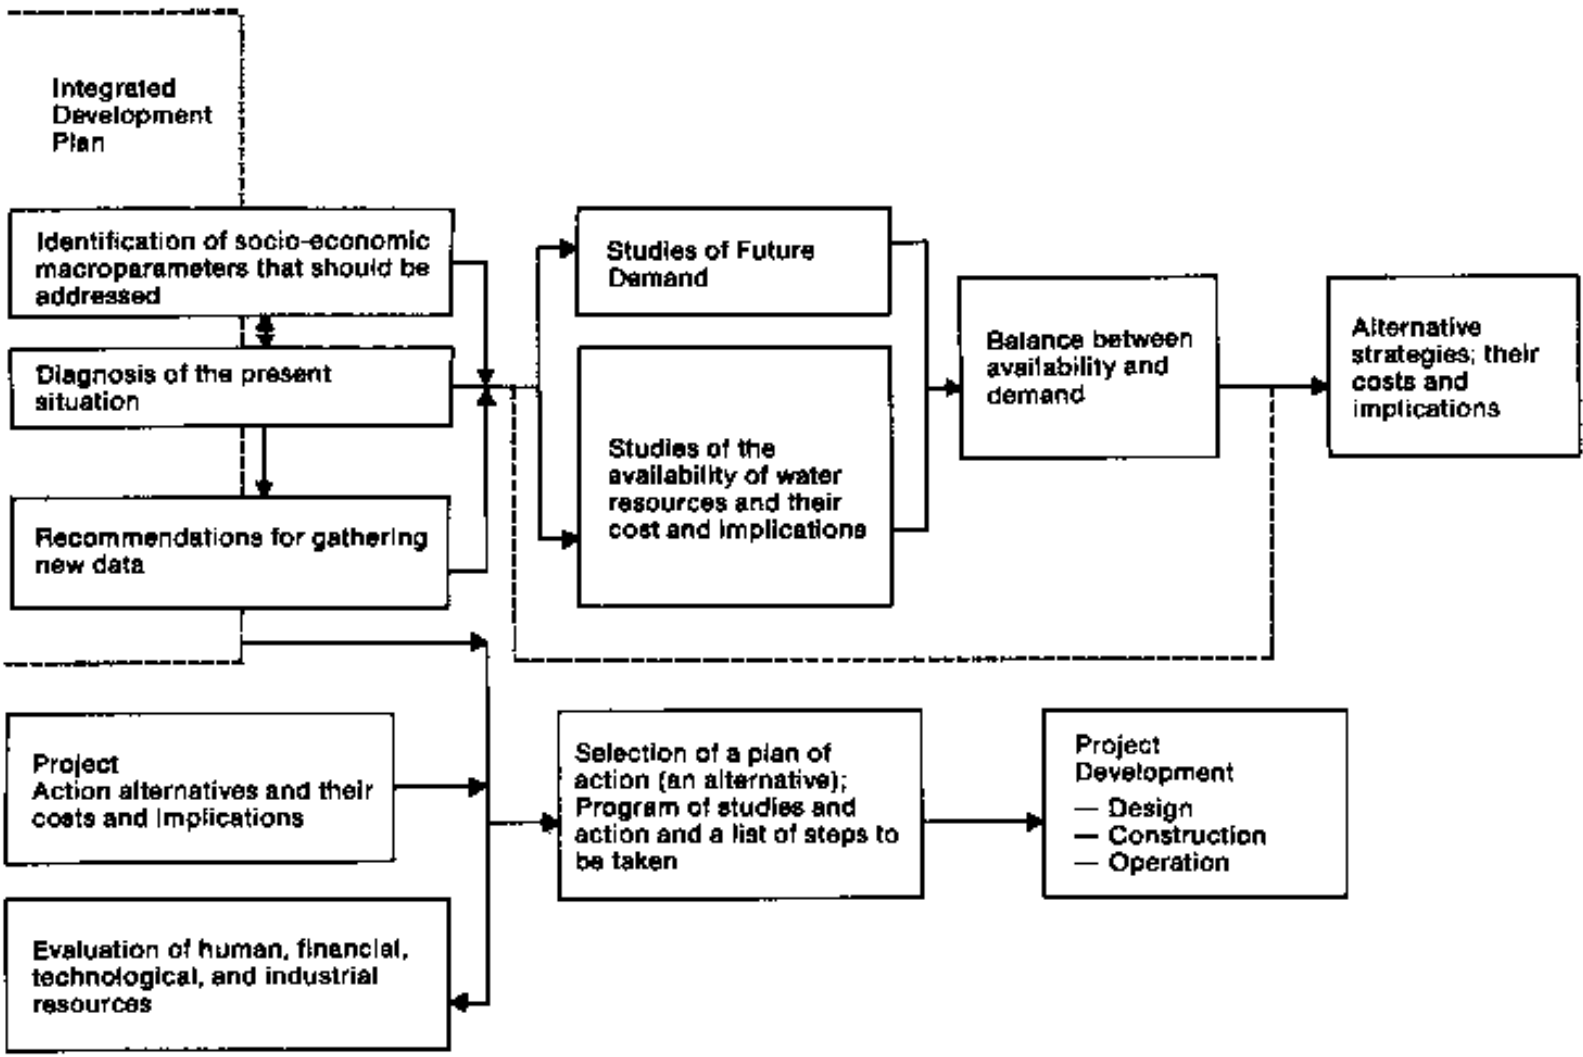 Integrated
Development
Plan
Identification of socio-economic
macroparameters that should be
addressed
Diagnosis of the present
situation
Recommendations for gathering
new data
Studies of Future
Demand
Studies of the
availability of water
resources and their
cost and implications
Balance between
availability and
demand
Alternative
strategies; their
costs and
implications
Project
Action alternatives and their
costs and implications
Evaluation of human, financial,
technological, and industrial
resources
Selection of a plan of
action (an alternative);
Program of studies and
action and a list of steps to
be taken
Project
Development
— Design
— Construction
— Operation